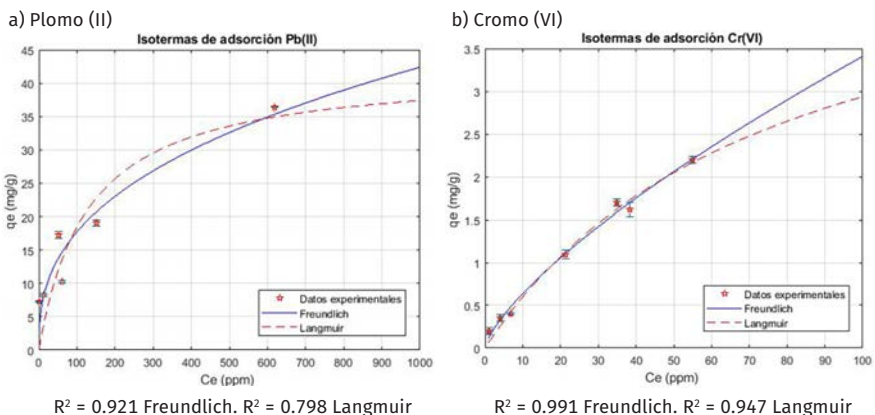 a) Plomo (II)
Isotermas de adsorción Pb(II)
45
40
35
30
25
20
15
10
5
0
qe (mg/g)
0 100 200 300 400 500 600 700 800 900 1000
Ce (ppm)
Datos experimentales
Freundlich
Langmuir
R² = 0.921 Freundlich. R² = 0.798 Langmuir
b) Cromo (VI)
Isotermas de adsorción Cr(VI)
3.5
3
2.5
2
1.5
1
0.5
0
qe (mg/g)
0 10 20 30 40 50 60 70 80 90 100
Ce (ppm)
Datos experimentales
Freundlich
Langmuir
R² = 0.991 Freundlich. R² = 0.947 Langmuir